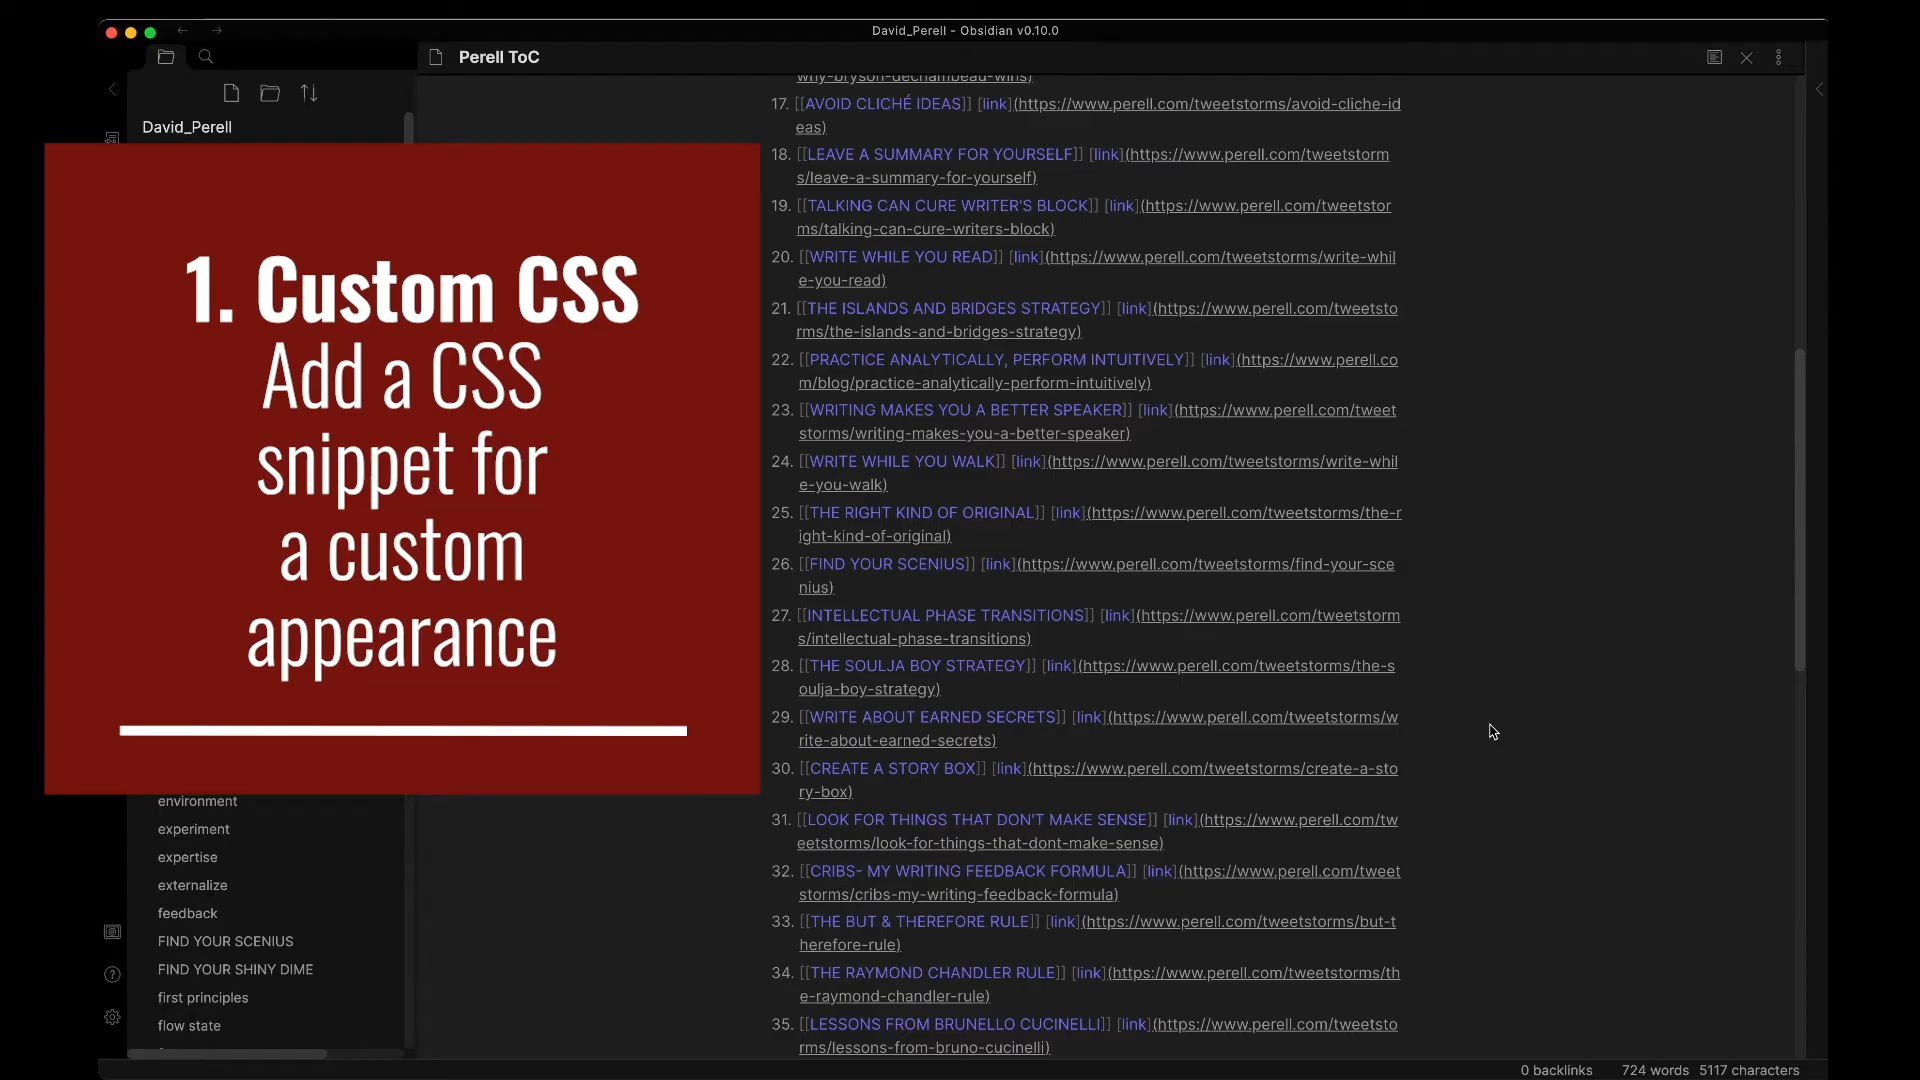 David_Perell - Obsidian v0.10.0
Perell ToC
David_Perell
1. Custom CSS
Add a CSS
snippet for
a custom
appearance
environment
experiment
expertise
externalize
feedback
FIND YOUR SCENIUS
FIND YOUR SHINY DIME
first principles
flow state
why-bryson-dechambeau-wins)
17. [[AVOID CLICHÉ IDEAS]] [link](https://www.perell.com/tweetstorms/avoid-cliche-id
eas)
18. [[LEAVE A SUMMARY FOR YOURSELF]] [link](https://www.perell.com/tweetstorm
s/leave-a-summary-for-yourself)
19. [[TALKING CAN CURE WRITER'S BLOCK]] [link](https://www.perell.com/tweetstor
ms/talking-can-cure-writers-block)
20. [[WRITE WHILE YOU READ]] [link](https://www.perell.com/tweetstorms/write-whil
e-you-read)
21. [[THE ISLANDS AND BRIDGES STRATEGY]] [link](https://www.perell.com/tweetsto
rms/the-islands-and-bridges-strategy)
22. [[PRACTICE ANALYTICALLY, PERFORM INTUITIVELY]] [link](https://www.perell.co
m/blog/practice-analytically-perform-intuitively)
23. [[WRITING MAKES YOU A BETTER SPEAKER]] [link](https://www.perell.com/tweet
storms/writing-makes-you-a-better-speaker)
24. [[WRITE WHILE YOU WALK]] [link](https://www.perell.com/tweetstorms/write-whil
e-you-walk)
25. [[THE RIGHT KIND OF ORIGINAL]] [link](https://www.perell.com/tweetstorms/the-r
ight-kind-of-original)
26. [[FIND YOUR SCENIUS]] [link](https://www.perell.com/tweetstorms/find-your-sce
nius)
27. [[INTELLECTUAL PHASE TRANSITIONS]] [link](https://www.perell.com/tweetstorm
s/intellectual-phase-transitions)
28. [[THE SOULJA BOY STRATEGY]] [link](https://www.perell.com/tweetstorms/the-s
oulja-boy-strategy)
29. [[WRITE ABOUT EARNED SECRETS]] [link](https://www.perell.com/tweetstorms/w
rite-about-earned-secrets)
30. [[CREATE A STORY BOX]] [link](https://www.perell.com/tweetstorms/create-a-sto
ry-box)
31. [[LOOK FOR THINGS THAT DON'T MAKE SENSE]] [link](https://www.perell.com/tw
eetstorms/look-for-things-that-dont-make-sense)
32. [[CRIBS- MY WRITING FEEDBACK FORMULA]] [link](https://www.perell.com/tweet
storms/cribs-my-writing-feedback-formula)
33. [[THE BUT & THEREFORE RULE]] [link](https://www.perell.com/tweetstorms/but-t
herefore-rule)
34. [[THE RAYMOND CHANDLER RULE]] [link](https://www.perell.com/tweetstorms/th
e-raymond-chandler-rule)
35. [[LESSONS FROM BRUNELLO CUCINELLI]] [link](https://www.perell.com/tweetsto
rms/lessons-from-bruno-cucinelli)
0 backlinks 724 words 5117 characters